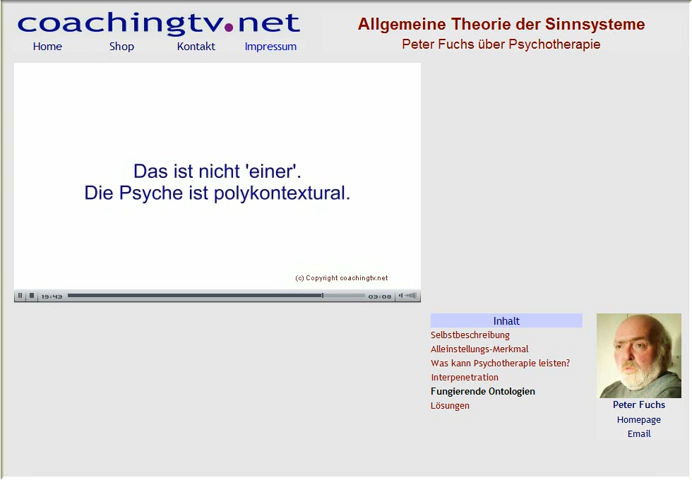 coachingtv.net
Home Shop Kontakt Impressum
Allgemeine Theorie der Sinnsysteme
Peter Fuchs über Psychotherapie
Das ist nicht 'einer'.
Die Psyche ist polykontextural.
(c) Copyright coachingtv.net
19:43 03:08
Inhalt
Selbstbeschreibung
Alleinstellungs-Merkmal
Was kann Psychotherapie leisten?
Interpenetration
Fungierende Ontologien
Lösungen
Peter Fuchs
Homepage
Email